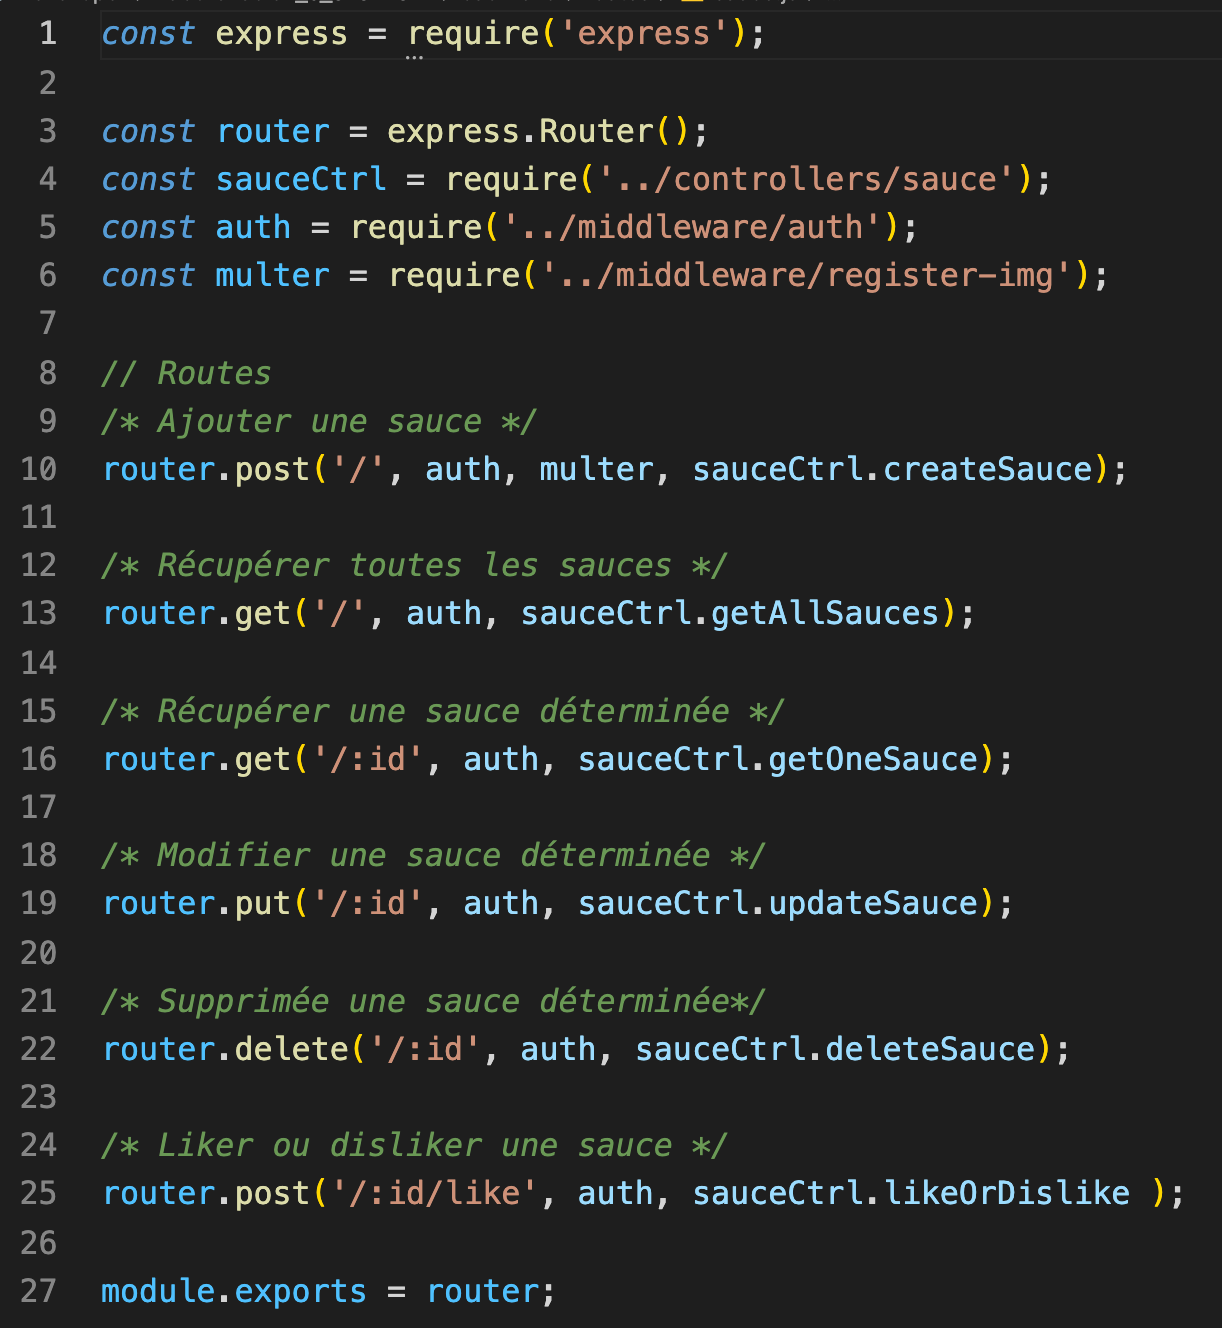 1 const express = require('express');
2
3 const router = express.Router();
4 const sauceCtrl = require('../controllers/sauce');
5 const auth = require('../middleware/auth');
6 const multer = require('../middleware/register-img');
7
8 // Routes
9 /* Ajouter une sauce */
10 router.post('/', auth, multer, sauceCtrl.createSauce);
11
12 /* Récupérer toutes les sauces */
13 router.get('/', auth, sauceCtrl.getAllSauces);
14
15 /* Récupérer une sauce déterminée */
16 router.get('/:id', auth, sauceCtrl.getOneSauce);
17
18 /* Modifier une sauce déterminée */
19 router.put('/:id', auth, sauceCtrl.updateSauce);
20
21 /* Supprimée une sauce déterminée*/
22 router.delete('/:id', auth, sauceCtrl.deleteSauce);
23
24 /* Liker ou disliker une sauce */
25 router.post('/:id/like', auth, sauceCtrl.likeOrDislike );
26
27 module.exports = router;